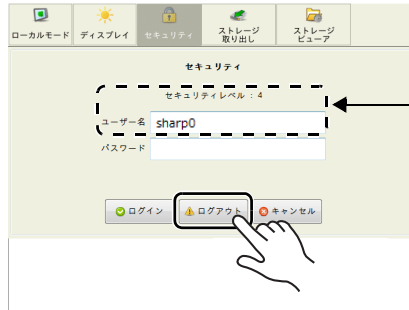 ローカルモード ディスプレイ セキュリティ ストレージ取り出し ストレージビューア
セキュリティ
セキュリティレベル : 4
ユーザー名 sharp0
パスワード
ログイン ログアウト キャンセル